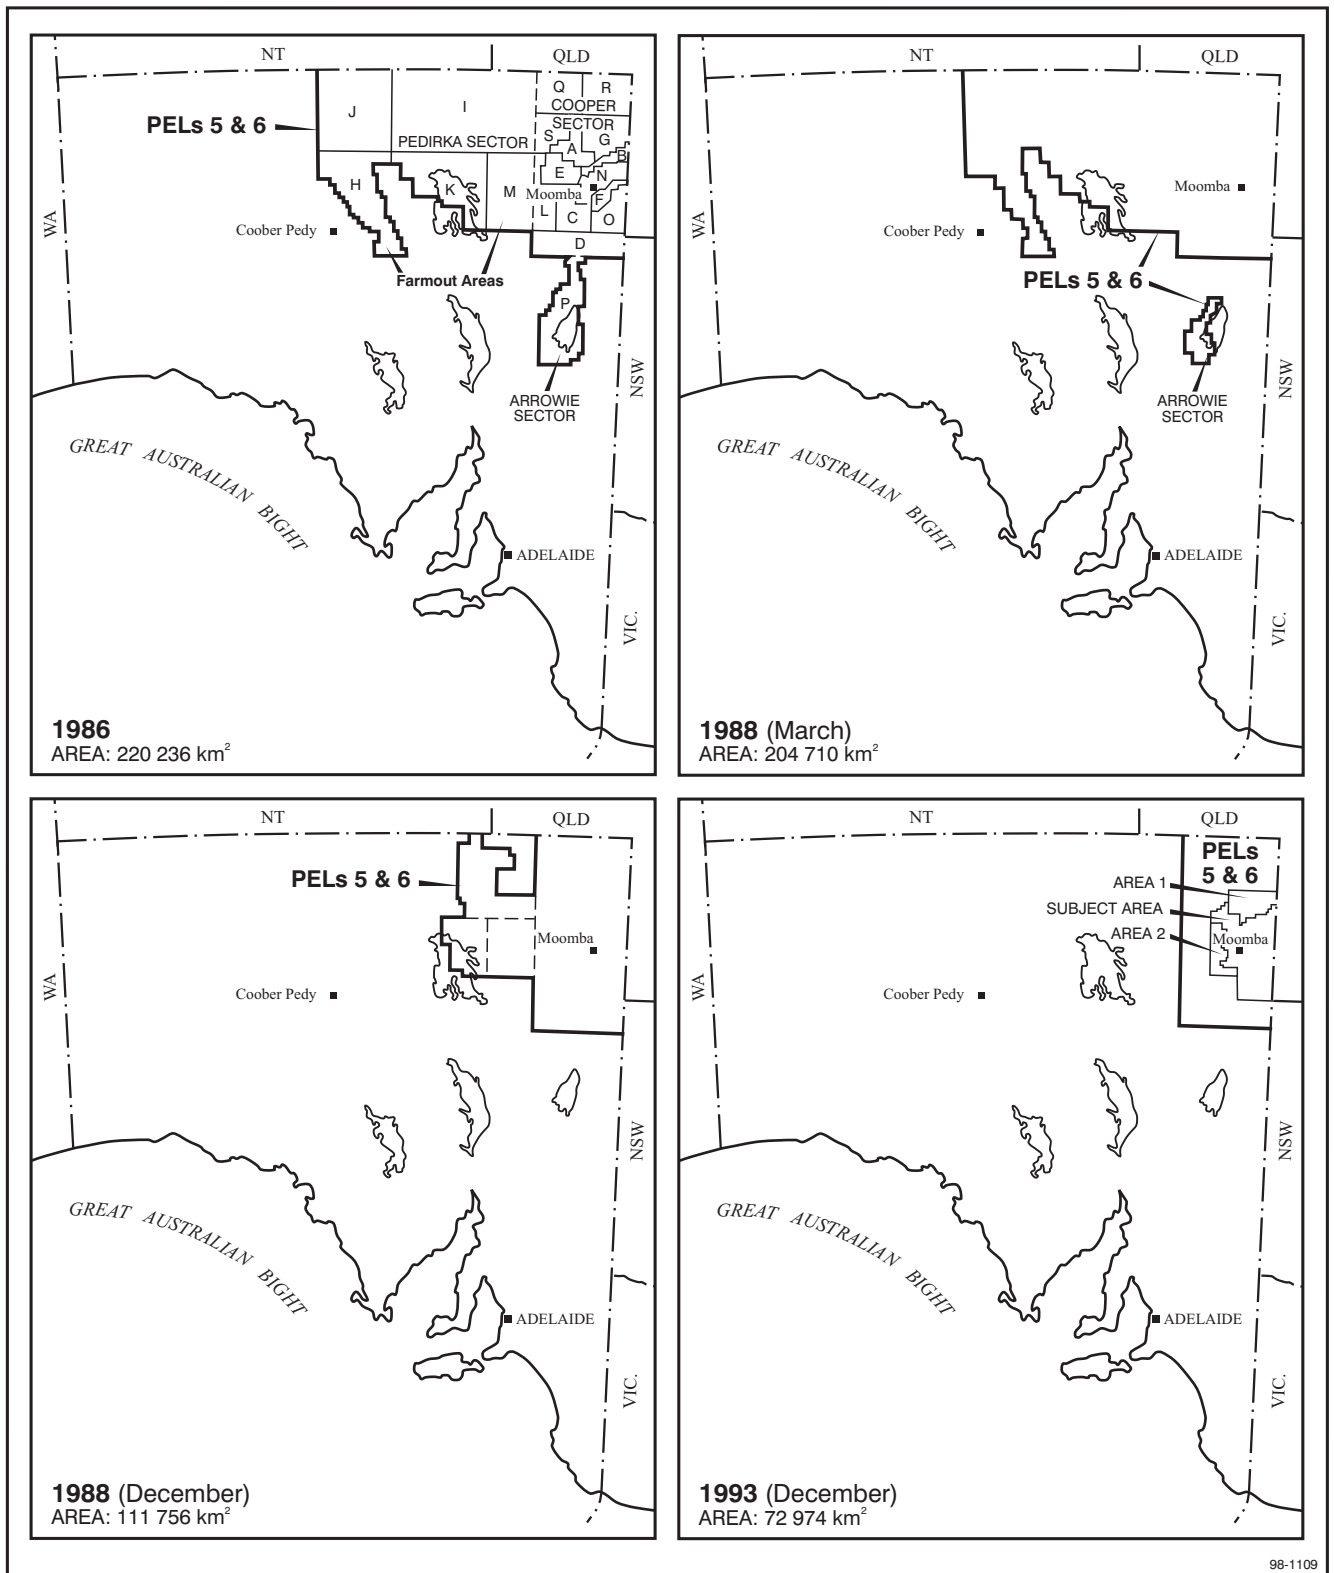 NT
QLD
Q
R
COOPER
SECTOR
J
I
PELs 5 & 6
S
G
PEDIRKA SECTOR
A
B
H
K
M
E
N
Moomba
F
L
C
O
WA
Coober Pedy
D
Farmout Areas
P
ARROWIE
SECTOR
NSW
GREAT AUSTRALIAN BIGHT
ADELAIDE
VIC.
1986
AREA: 220 236 km²
NT
QLD
Moomba
WA
Coober Pedy
PELs 5 & 6
ARROWIE
SECTOR
NSW
GREAT AUSTRALIAN BIGHT
ADELAIDE
VIC.
1988 (March)
AREA: 204 710 km²
NT
QLD
PELs 5 & 6
Moomba
WA
Coober Pedy
NSW
GREAT AUSTRALIAN BIGHT
ADELAIDE
VIC.
1988 (December)
AREA: 111 756 km²
NT
QLD
PELs
5 & 6
AREA 1
SUBJECT AREA
AREA 2
Moomba
WA
Coober Pedy
NSW
GREAT AUSTRALIAN BIGHT
ADELAIDE
VIC.
1993 (December)
AREA: 72 974 km²
98-1109